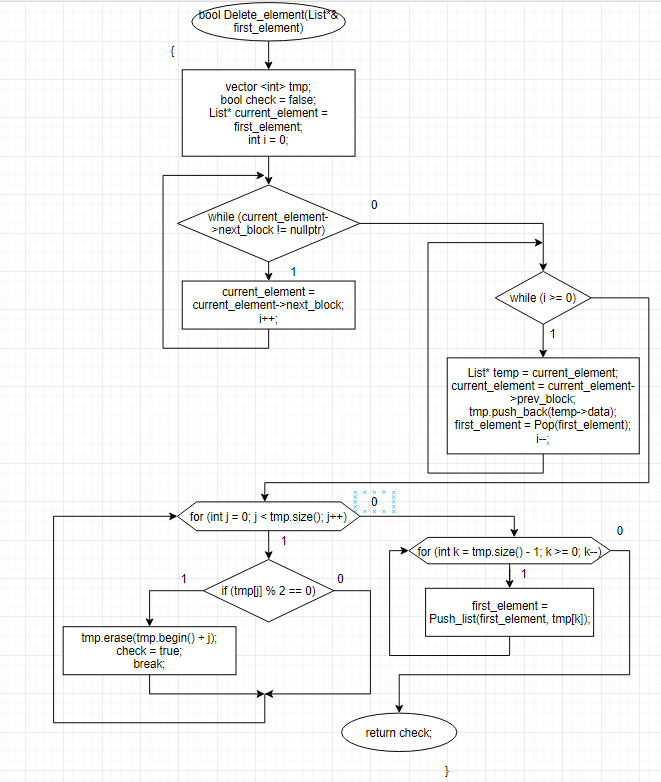 bool Delete_element(List*&
first_element)
{
vector <int> tmp;
bool check = false;
List* current_element =
first_element;
int i = 0;
0
while (current_element-
>next_block != nullptr)
1
current_element =
current_element->next_block;
i++;
while (i >= 0)
1
List* temp = current_element;
current_element = current_element-
>prev_block;
tmp.push_back(temp->data);
first_element = Pop(first_element);
i--;
0
for (int j = 0; j < tmp.size(); j++)
1
0
for (int k = tmp.size() - 1; k >= 0; k--)
1
1
0
if (tmp[j] % 2 == 0)
first_element =
Push_list(first_element, tmp[k]);
tmp.erase(tmp.begin() + j);
check = true;
break;
return check;
}